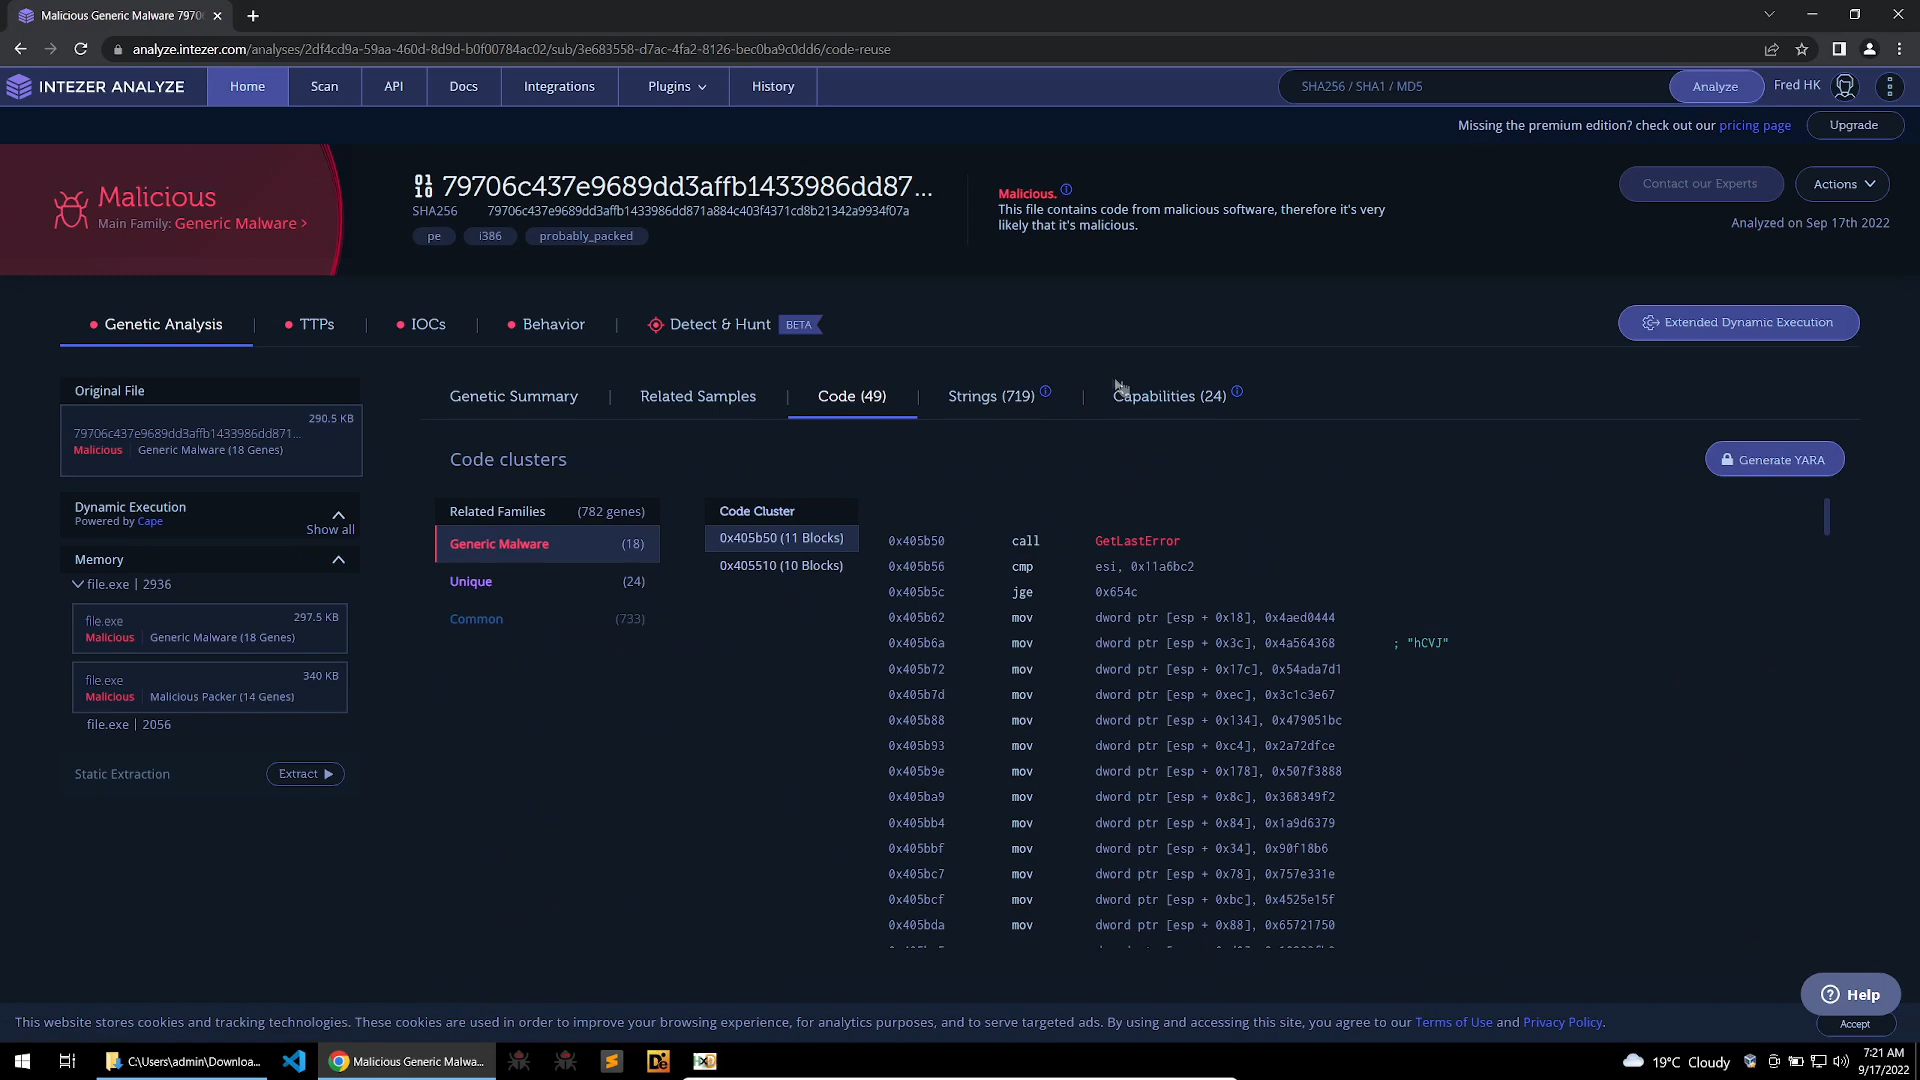 Malicious Generic Malware 7970
analyze.intezer.com/analyses/2df4cd9a-59aa-460d-8d9d-b0f00784ac02/sub/3e683558-d7ac-4fa2-8126-bec0ba9c0dd6/code-reuse
INTEZER ANALYZE
Home
Scan
API
Docs
Integrations
Plugins
History
SHA256 / SHA1 / MD5
Analyze
Fred HK
Missing the premium edition? check out our pricing page
Upgrade
Malicious
Main Family: Generic Malware >
01
10
79706c437e9689dd3affb1433986dd87...
SHA256 79706c437e9689dd3affb1433986dd871a884c403f4371cd8b21342a9934f07a
pe
i386
probably_packed
Malicious.
This file contains code from malicious software, therefore it's very
likely that it's malicious.
Contact our Experts
Actions
Analyzed on Sep 17th 2022
Genetic Analysis
TTPs
IOCs
Behavior
Detect & Hunt
BETA
Extended Dynamic Execution
Original File
290.5 KB
79706c437e9689dd3affb1433986dd871...
Malicious | Generic Malware (18 Genes)
Dynamic Execution
Powered by Cape
Show all
Memory
file.exe | 2936
297.5 KB
file.exe
Malicious | Generic Malware (18 Genes)
340 KB
file.exe
Malicious | Malicious Packer (14 Genes)
file.exe | 2056
Static Extraction
Extract
Genetic Summary
Related Samples
Code (49)
Strings (719)
Capabilities (24)
Code clusters
Generate YARA
Related Families (782 genes)
Generic Malware (18)
Unique (24)
Common (733)
Code Cluster
0x405b50 (11 Blocks)
0x405510 (10 Blocks)
0x405b50 call GetLastError
0x405b56 cmp esi, 0x11a6bc2
0x405b5c jge 0x654c
0x405b62 mov dword ptr [esp + 0x18], 0x4aed0444
0x405b6a mov dword ptr [esp + 0x3c], 0x4a564368 ; "hCVJ"
0x405b72 mov dword ptr [esp + 0x17c], 0x54ada7d1
0x405b7d mov dword ptr [esp + 0xec], 0x3c1c3e67
0x405b88 mov dword ptr [esp + 0x134], 0x479051bc
0x405b93 mov dword ptr [esp + 0xc4], 0x2a72dfce
0x405b9e mov dword ptr [esp + 0x178], 0x507f3888
0x405ba9 mov dword ptr [esp + 0x8c], 0x368349f2
0x405bb4 mov dword ptr [esp + 0x84], 0x1a9d6379
0x405bbf mov dword ptr [esp + 0x34], 0x90f18b6
0x405bc7 mov dword ptr [esp + 0x78], 0x757e331e
0x405bcf mov dword ptr [esp + 0xbc], 0x4525e15f
0x405bda mov dword ptr [esp + 0x88], 0x65721750
Help
This website stores cookies and tracking technologies. These cookies are used in order to improve your browsing experience, for analytics purposes, and to serve targeted ads. By using and accessing this site, you agree to our Terms of Use and Privacy Policy.
Accept
C:\Users\admin\Downloa...
Malicious Generic Malwa...
19°C Cloudy
7:21 AM
9/17/2022